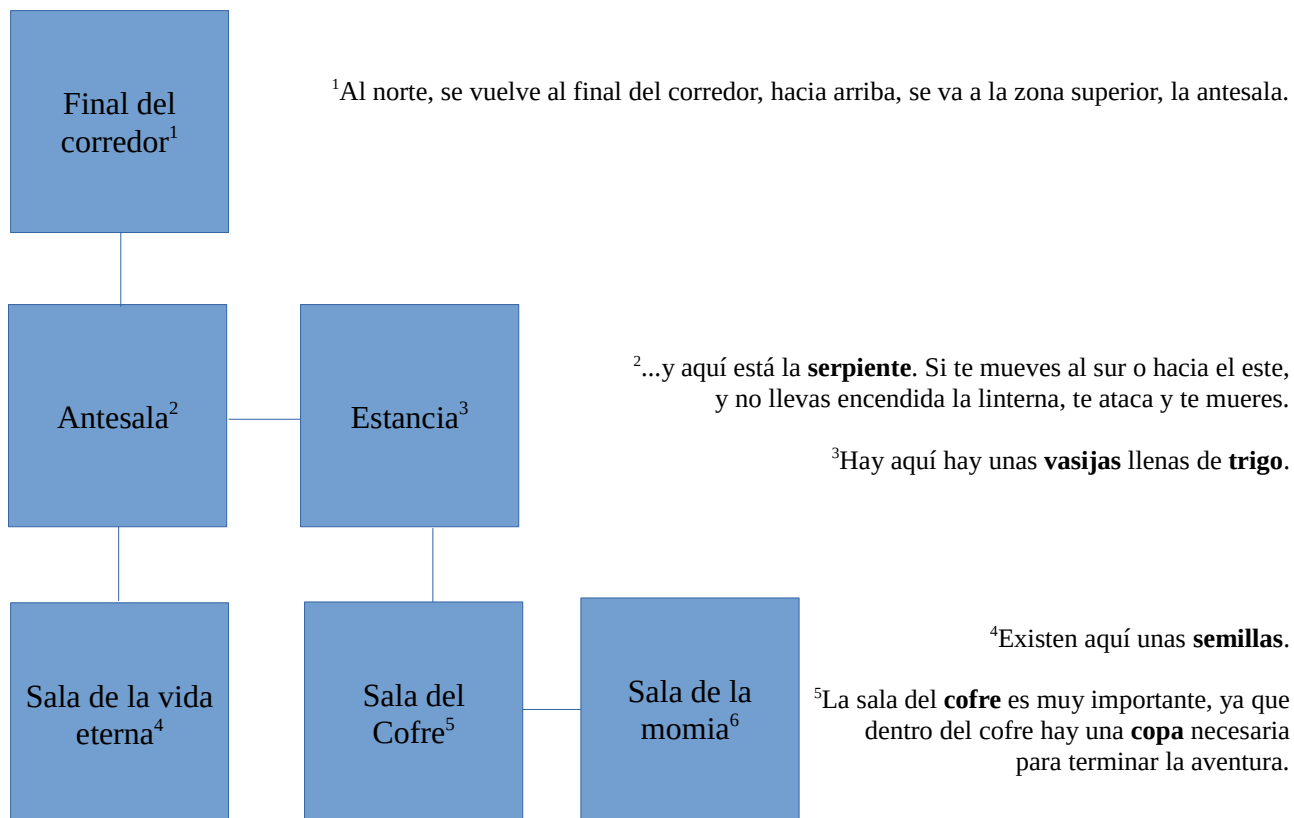 Final del
corredor¹
¹Al norte, se vuelve al final del corredor, hacia arriba, se va a la zona superior, la antesala.
Antesala²
Estancia³
²...y aquí está la serpiente. Si te mueves al sur o hacia el este,
y no llevas encendida la linterna, te ataca y te mueres.
³Hay aquí hay unas vasijas llenas de trigo.
Sala de la vida
eterna⁴
Sala del
Cofre⁵
Sala de la
momia⁶
⁴Existen aquí unas semillas.
⁵La sala del cofre es muy importante, ya que
dentro del cofre hay una copa necesaria
para terminar la aventura.